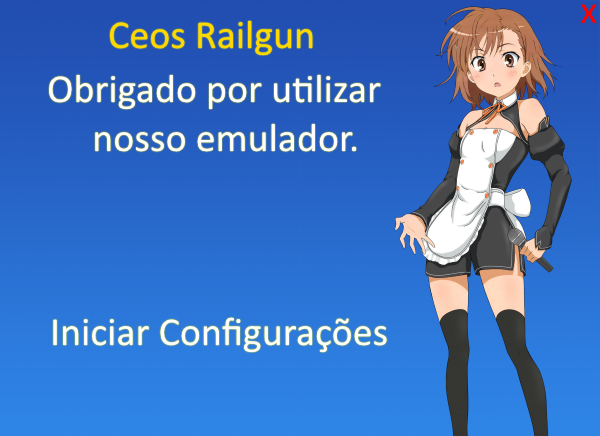 Ceos Railgun
X
Obrigado por utilizar
nosso emulador.
Iniciar Configurações